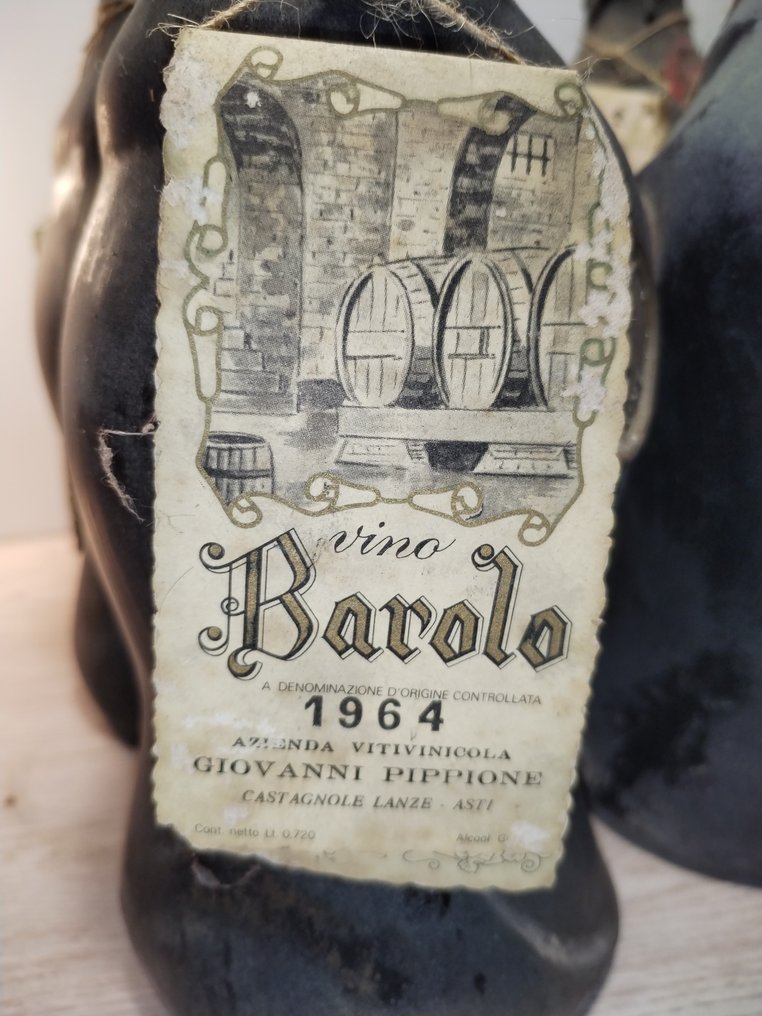 vino
Barolo
A DENOMINAZIONE D'ORIGINE CONTROLLATA
1964
AZIENDA VITIVINICOLA
GIOVANNI PIPPIONE
CASTAGNOLE LANZE - ASTI
Cont. netto Lt. 0,720
Alcool G